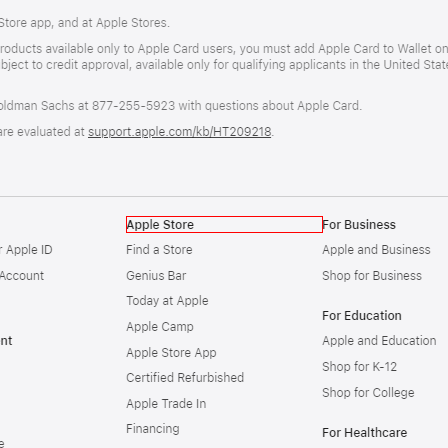 Store app, and at Apple Stores.
roducts available only to Apple Card users, you must add Apple Card to Wallet on
bject to credit approval, available only for qualifying applicants in the United State
oldman Sachs at 877-255-5923 with questions about Apple Card.
are evaluated at support.apple.com/kb/HT209218.
Apple Store
Find a Store
Genius Bar
Today at Apple
Apple Camp
Apple Store App
Certified Refurbished
Apple Trade In
Financing
For Business
Apple and Business
Shop for Business
For Education
Apple and Education
Shop for K-12
Shop for College
For Healthcare
r Apple ID
Account
nt
e